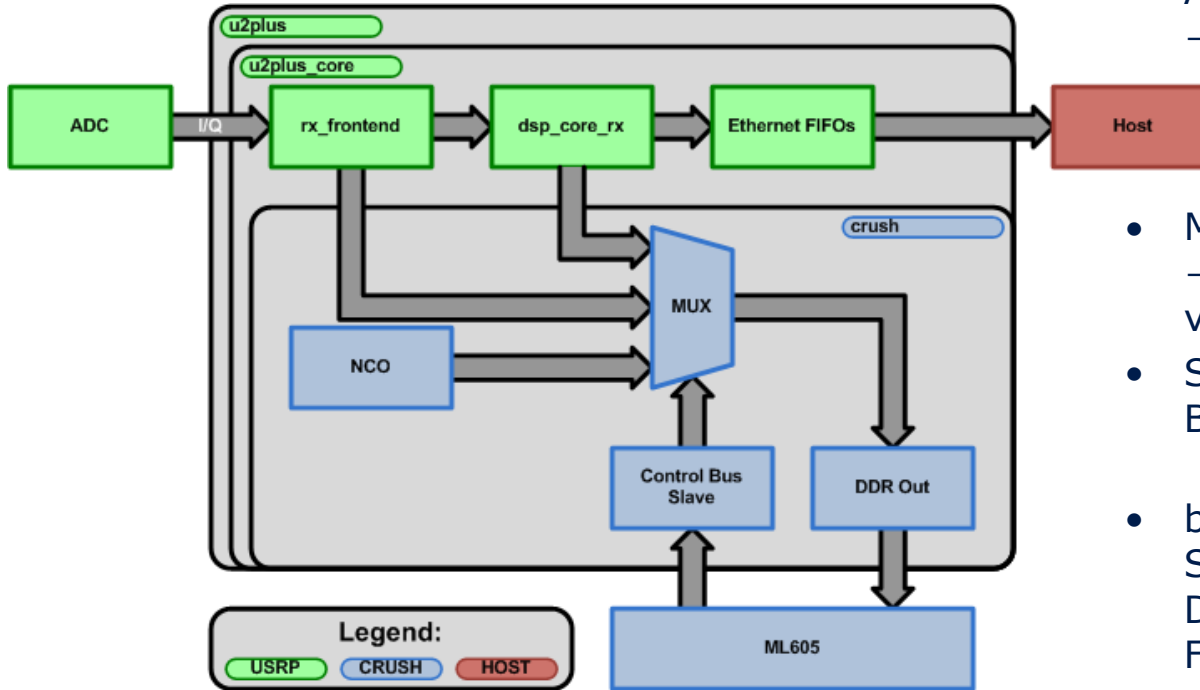 u2plus
u2plus_core
ADC
I/Q
rx_frontend
dsp_core_rx
Ethernet FIFOs
Host
crush
MUX
NCO
Control Bus
Slave
DDR Out
ML605
Legend:
USRP
CRUSH
HOST